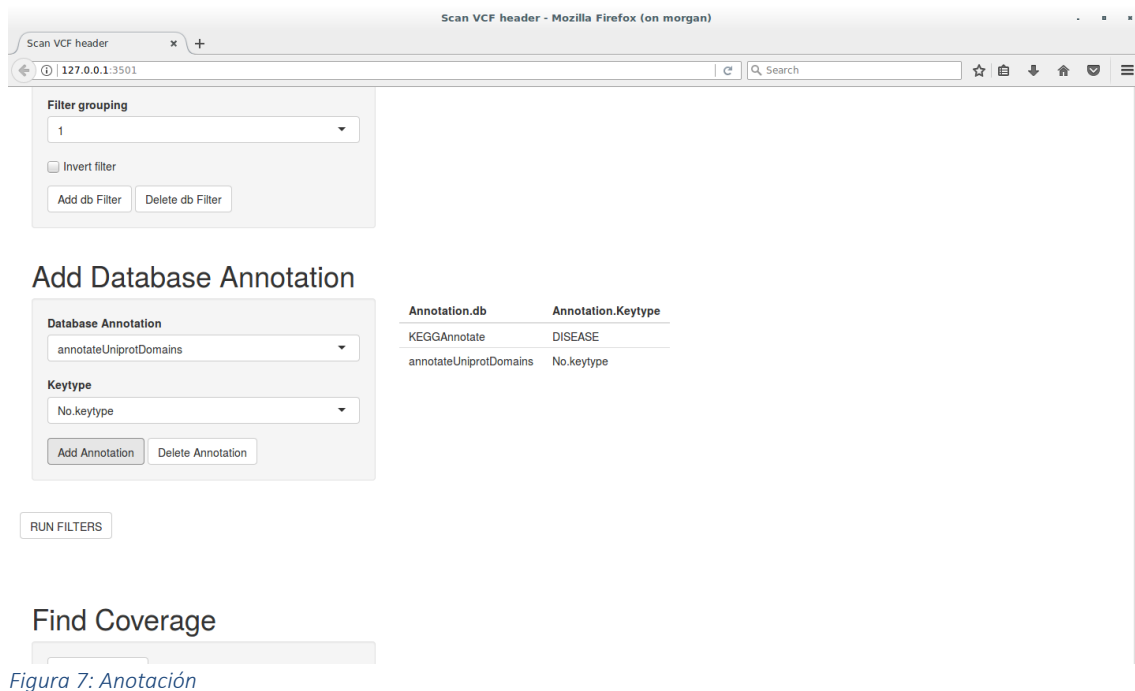 Scan VCF header - Mozilla Firefox (on morgan)
Scan VCF header
127.0.0.1:3501
Search
Filter grouping
1
Invert filter
Add db Filter Delete db Filter
Add Database Annotation
Database Annotation
annotateUniprotDomains
Keytype
No.keytype
Add Annotation Delete Annotation
Annotation.db Annotation.Keytype
KEGGAnnotate DISEASE
annotateUniprotDomains No.keytype
RUN FILTERS
Find Coverage
Figura 7: Anotación